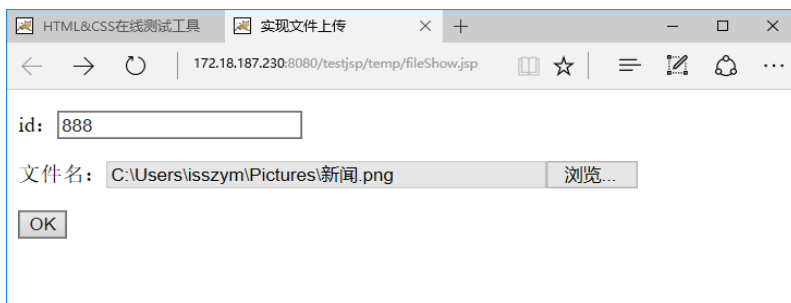 HTML&CSS在线测试工具 实现文件上传
172.18.187.230:8080/testjsp/temp/fileShow.jsp
id：888
文件名：C:\Users\isszym\Pictures\新闻.png 浏览...
OK